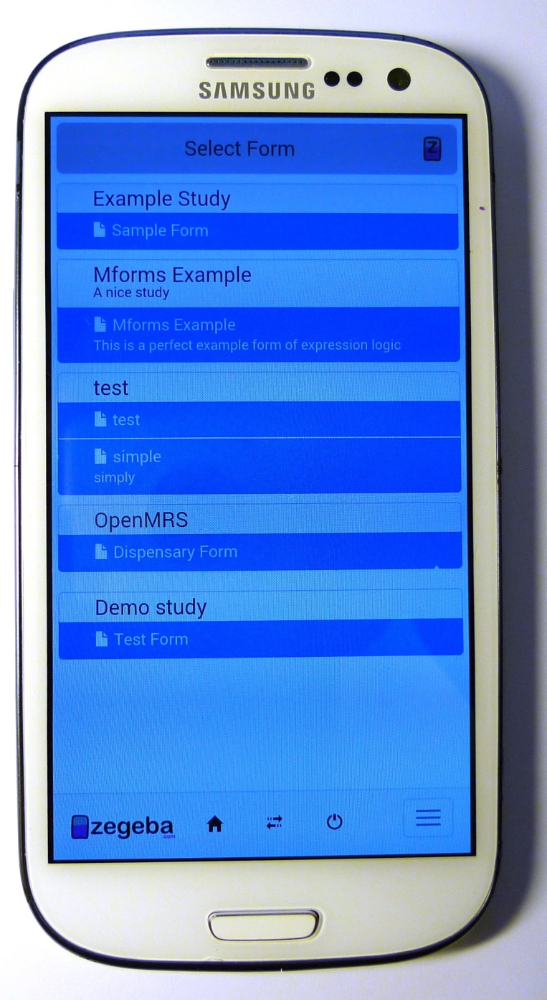 SAMSUNG
Select Form
Z
Example Study
Sample Form
Mforms Example
A nice study
Mforms Example
This is a perfect example form of expression logic
test
test
simple
simply
OpenMRS
Dispensary Form
Demo study
Test Form
zegeba
.com